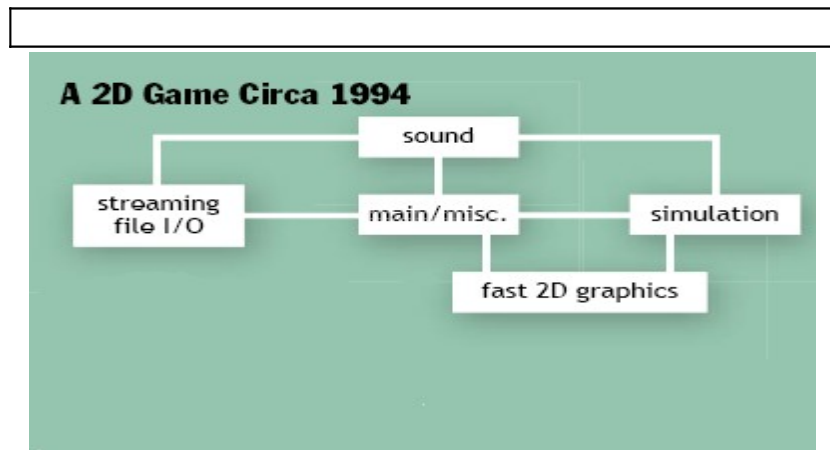 A 2D Game Circa 1994
sound
streaming
file I/O
main/misc.
simulation
fast 2D graphics